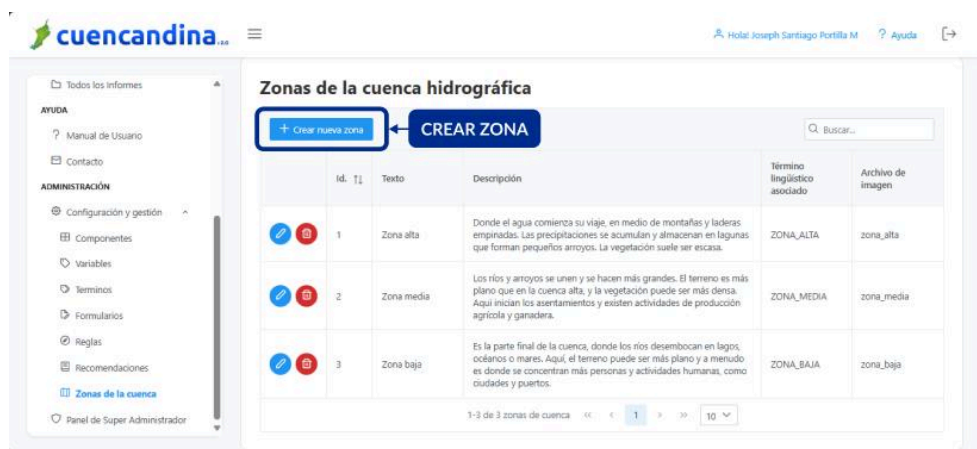 cuencandina
Hola! Joseph Santiago Portilla M
? Ayuda
Todos los Informes
AYUDA
? Manual de Usuario
Contacto
ADMINISTRACIÓN
Configuración y gestión
Componentes
Variables
Terminos
Formularios
Reglas
Recomendaciones
Zonas de la cuenca
Panel de Super Administrador
Zonas de la cuenca hidrográfica
+ Crear nueva zona
CREAR ZONA
Buscar...
Id.
Texto
Descripción
Término
lingüístico
asociado
Archivo de
imagen
1
Zona alta
Donde el agua comienza su viaje, en medio de montañas y laderas
empinadas. Las precipitaciones se acumulan y almacenan en lagunas
que forman pequeños arroyos. La vegetación suele ser escasa.
ZONA_ALTA
zona_alta
2
Zona media
Los ríos y arroyos se unen y se hacen más grandes. El terreno es más
plano que en la cuenca alta, y la vegetación puede ser más densa.
Aquí inician los asentamientos y existen actividades de producción
agrícola y ganadera.
ZONA_MEDIA
zona_media
3
Zona baja
Es la parte final de la cuenca, donde los ríos desembocan en lagos,
océanos o mares. Aquí, el terreno puede ser más plano y a menudo
es donde se concentran más personas y actividades humanas, como
ciudades y puertos.
ZONA_BAJA
zona_baja
1-3 de 3 zonas de cuenca << < 1 > >> 10